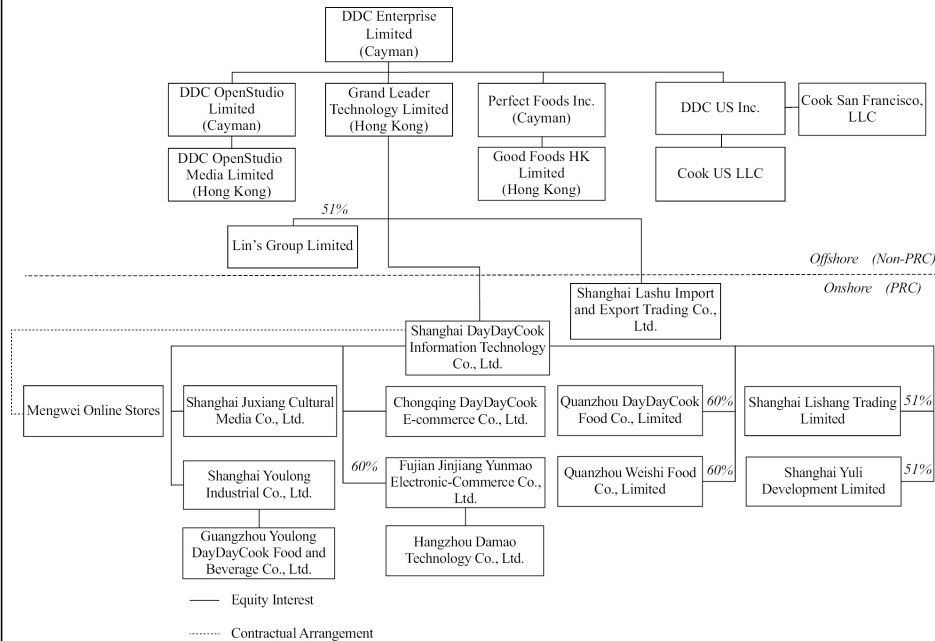 DDC Enterprise
Limited
(Cayman)
DDC OpenStudio
Limited
(Cayman)
Grand Leader
Technology Limited
(Hong Kong)
Perfect Foods Inc.
(Cayman)
DDC US Inc.
Cook San Francisco,
LLC
DDC OpenStudio
Media Limited
(Hong Kong)
Good Foods HK
Limited
(Hong Kong)
Cook US LLC
51%
Lin's Group Limited
Offshore (Non-PRC)
Onshore (PRC)
Shanghai Lashu Import
and Export Trading Co.,
Ltd.
Shanghai DayDayCook
Information Technology
Co., Ltd.
Mengwei Online Stores
Shanghai Juxiang Cultural
Media Co., Ltd.
Chongqing DayDayCook
E-commerce Co., Ltd.
Quanzhou DayDayCook
Food Co., Limited
60%
Shanghai Lishang Trading
Limited
51%
Shanghai Youlong
Industrial Co., Ltd.
60%
Fujian Jinjiang Yunmao
Electronic-Commerce Co.,
Ltd.
Quanzhou Weishi Food
Co., Limited
60%
Shanghai Yuli
Development Limited
51%
Guangzhou Youlong
DayDayCook Food and
Beverage Co., Ltd.
Hangzhou Damao
Technology Co., Ltd.
Equity Interest
Contractual Arrangement